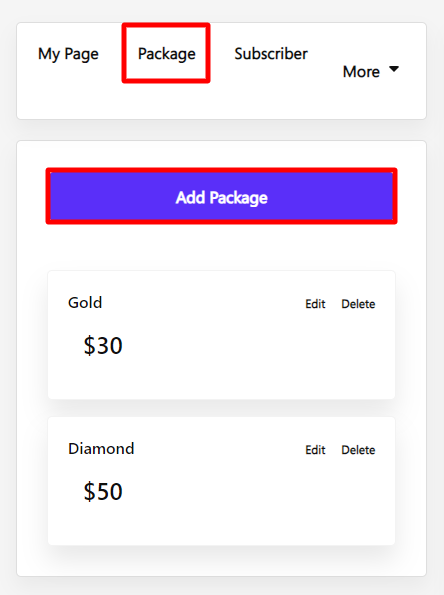 My Page Package Subscriber More
Add Package
Gold Edit Delete
$30
Diamond Edit Delete
$50